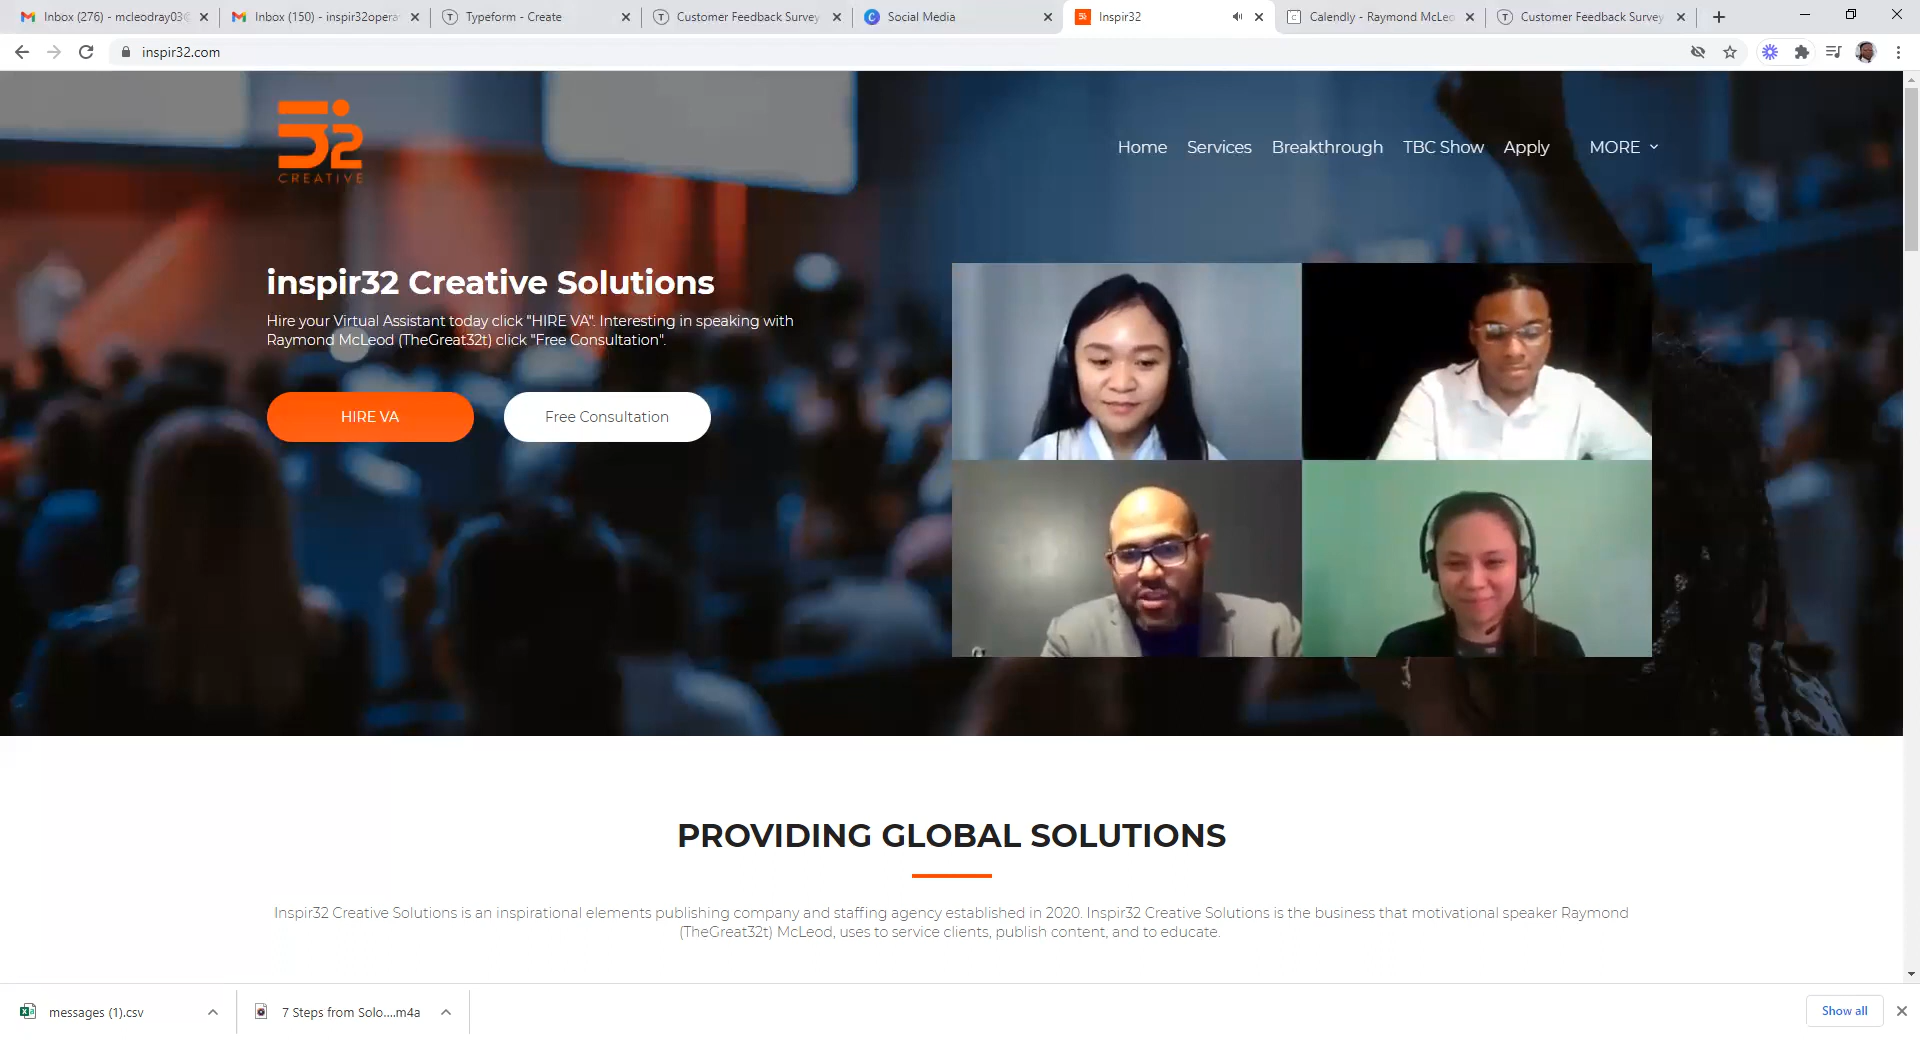 Inbox (276) - mcleodray03@
Inbox (150) - inspir32opera
Typeform - Create
Customer Feedback Survey
Social Media
Inspir32
Calendly - Raymond McLeo
Customer Feedback Survey
inspir32.com
32
CREATIVE
Home
Services
Breakthrough
TBC Show
Apply
MORE
inspir32 Creative Solutions
Hire your Virtual Assistant today click "HIRE VA". Interesting in speaking with
Raymond McLeod (TheGreat32t) click "Free Consultation".
HIRE VA
Free Consultation
PROVIDING GLOBAL SOLUTIONS
Inspir32 Creative Solutions is an inspirational elements publishing company and staffing agency established in 2020. Inspir32 Creative Solutions is the business that motivational speaker Raymond
(TheGreat32t) McLeod, uses to service clients, publish content, and to educate.
messages (1).csv
7 Steps from Solo....m4a
Show all